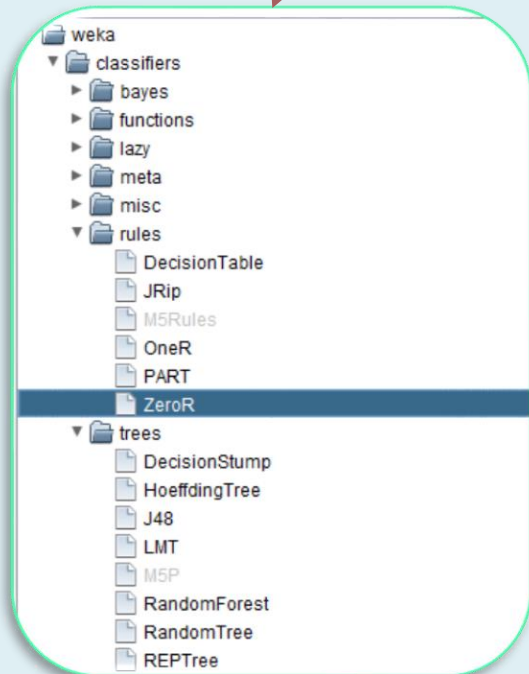 weka
classifiers
bayes
functions
lazy
meta
misc
rules
DecisionTable
JRip
M5Rules
OneR
PART
ZeroR
trees
DecisionStump
HoeffdingTree
J48
LMT
M5P
RandomForest
RandomTree
REPTree